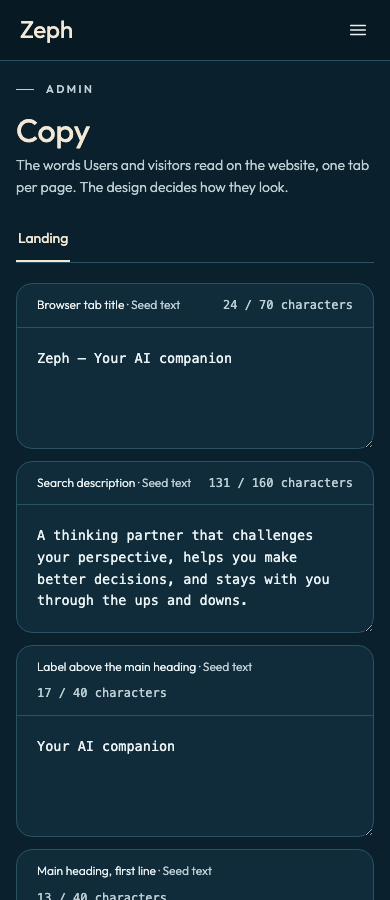 Zeph
ADMIN
Copy
The words Users and visitors read on the website, one tab
per page. The design decides how they look.
Landing
Browser tab title · Seed text 24 / 70 characters
Zeph — Your AI companion
Search description · Seed text 131 / 160 characters
A thinking partner that challenges
your perspective, helps you make
better decisions, and stays with you
through the ups and downs.
Label above the main heading · Seed text
17 / 40 characters
Your AI companion
Main heading, first line · Seed text
13 / 40 characters